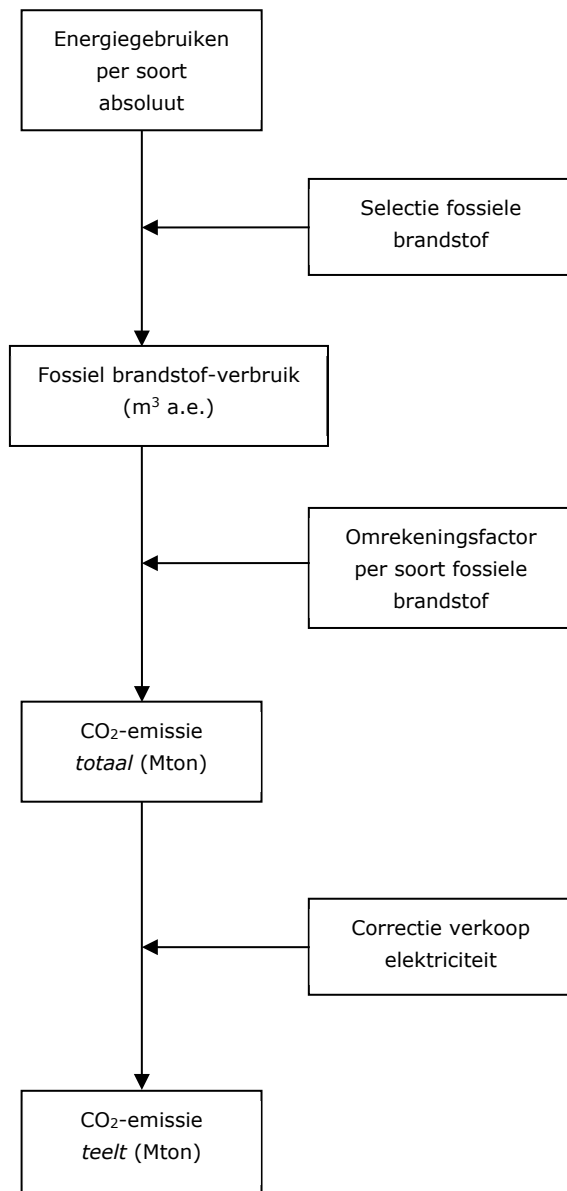 Energiegebruiken
per soort
absoluut
Selectie fossiele
brandstof
Fossiel brandstof-verbruik
(m³ a.e.)
Omrekeningsfactor
per soort fossiele
brandstof
CO₂-emissie
totaal (Mton)
Correctie verkoop
elektriciteit
CO₂-emissie
teelt (Mton)